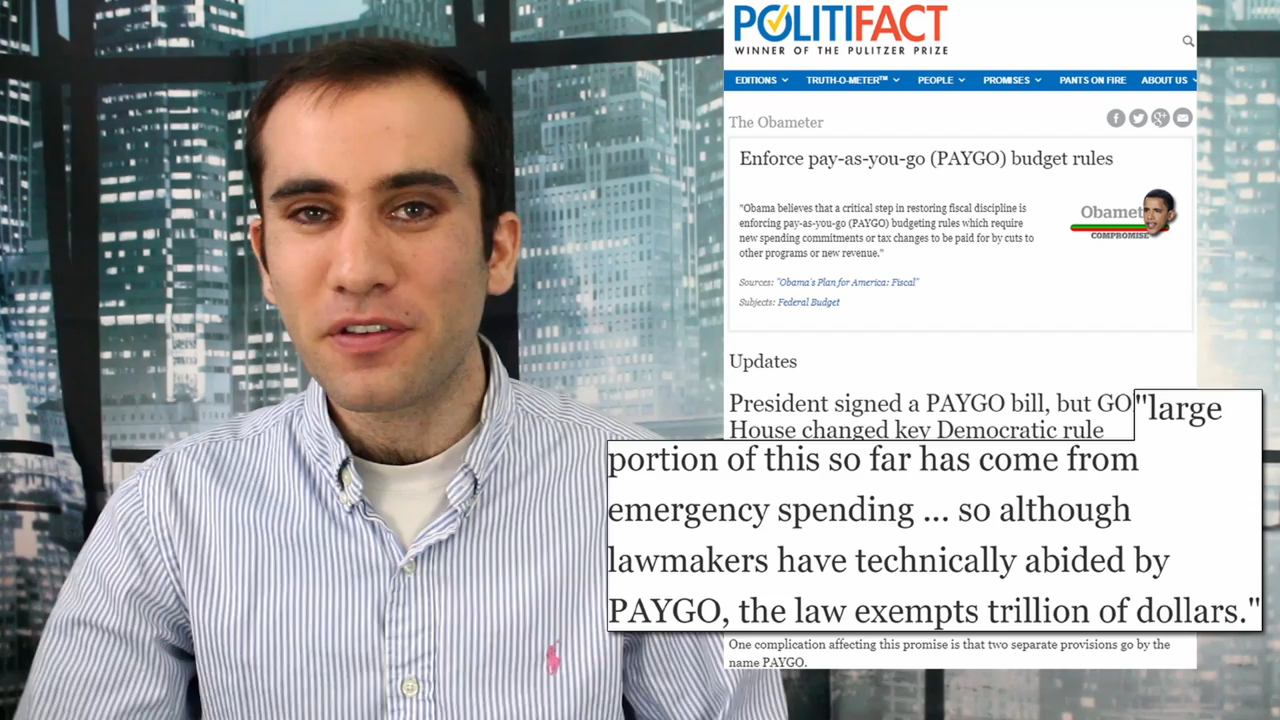 POLITIFACT
WINNER OF THE PULITZER PRIZE
EDITIONS TRUTH-O-METER™ PEOPLE PROMISES PANTS ON FIRE ABOUT US
The Obameter
Enforce pay-as-you-go (PAYGO) budget rules
"Obama believes that a critical step in restoring fiscal discipline is
enforcing pay-as-you-go (PAYGO) budgeting rules which require
new spending commitments or tax changes to be paid for by cuts to
other programs or new revenue."
Obamet
COMPROMISE
Sources: "Obama's Plan for America: Fiscal"
Subjects: Federal Budget
Updates
President signed a PAYGO bill, but GO
House changed key Democratic rule
"large
portion of this so far has come from
emergency spending ... so although
lawmakers have technically abided by
PAYGO, the law exempts trillion of dollars."
One complication affecting this promise is that two separate provisions go by the
name PAYGO.